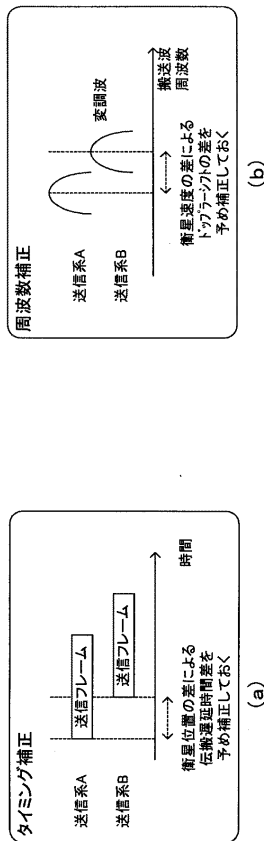 タイミング補正
送信系A
送信フレーム
送信系B
送信フレーム
時間
衛星位置の差による
伝搬遅延時間差を
予め補正しておく
(a)
周波数補正
送信系A
変調波
送信系B
搬送波
周波数
衛星速度の差による
ドップラーシフトの差を
予め補正しておく
(b)